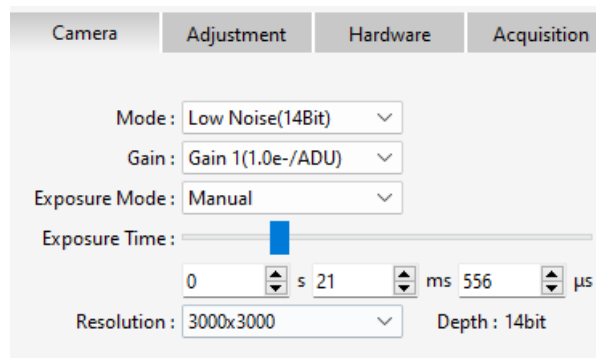 Camera Adjustment Hardware Acquisition
Mode : Low Noise(14Bit)
Gain : Gain 1(1.0e-/ADU)
Exposure Mode : Manual
Exposure Time :
0 s 21 ms 556 µs
Resolution : 3000x3000 Depth : 14bit